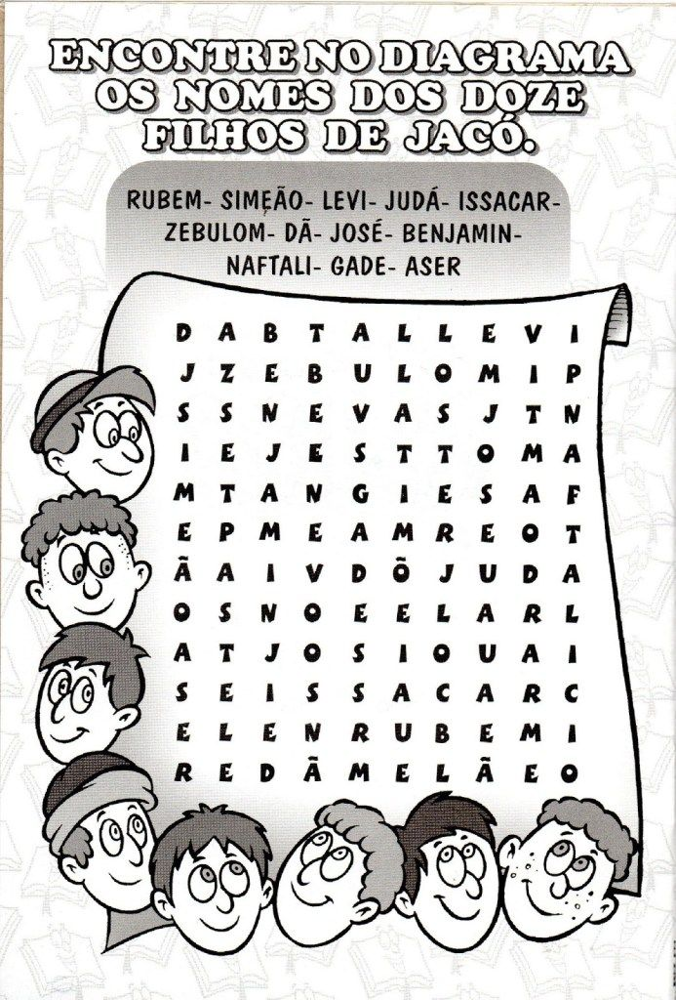 ENCONTRE NO DIAGRAMA
OS NOMES DOS DOZE
FILHOS DE JACÓ.
RUBEM- SIMEÃO- LEVI- JUDÁ- ISSACAR-
ZEBULOM- DÃ- JOSÉ- BENJAMIN-
NAFTALI- GADE- ASER
D A B T A L L E V I
J Z E B U L O M I P
S S N E V A S J T N
I E J E S T T O M A
M T A N G I E S A F
E P M E A M R E O T
Ã A I V D Õ J U D A
O S N O E E L A R L
A T J O S I O U A I
S E I S S A C A R C
E L E N R U B E M I
R E D Ã M E L Ã E O